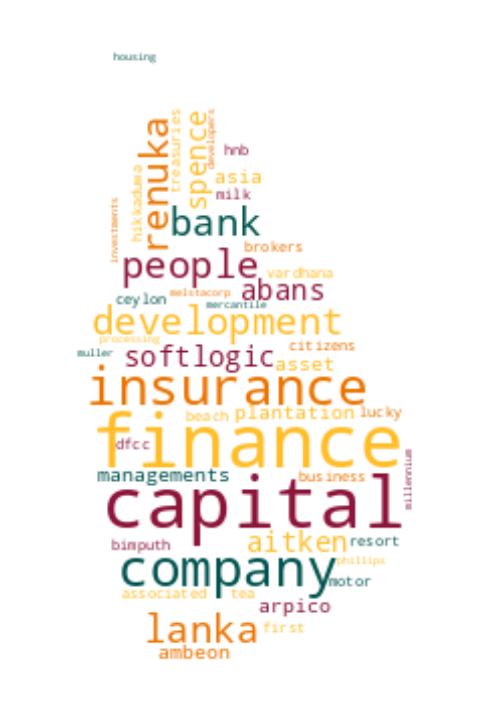 housing
renuka
treasuries
spence
developers
hnb
asia
milk
hikkaduwa
investments
bank
brokers
people
vardhana
abans
melstacorp
ceylon
mercantile
development
processing
citizens
muller
softlogic
asset
insurance
beach
plantation
lucky
finance
dfcc
managements
business
millennium
capital
aitken
resort
bimputh
phillips
company
motor
associated
tea
arpico
lanka
first
ambeon